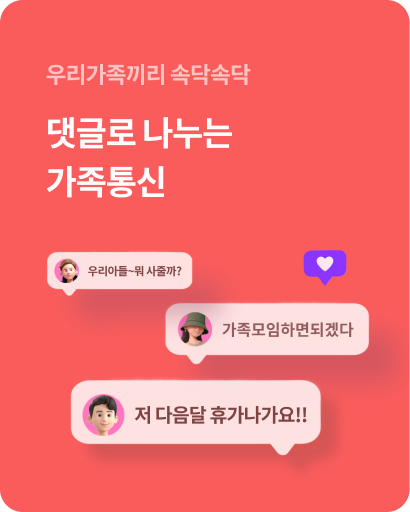 우리가족끼리 속닥속닥
댓글로 나누는
가족통신
우리아들~뭐 사줄까?
가족모임하면되겠다
저 다음달 휴가나가요!!